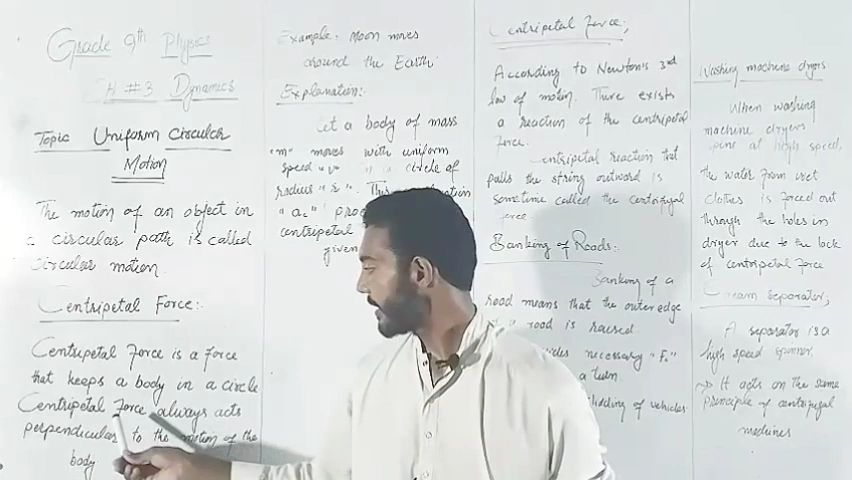 Grade 9th Physics
CH #3 Dynamics
Topic Uniform Circular
Motion
The motion of an object in
a circular path is called
circular motion.
Centripetal Force:-
Centripetal Force is a force
that keeps a body in a circle
Centripetal Force always acts
perpendicular to the motion of the
body
Example: Moon moves
around the Earth.
Explanation:-
Let a body of mass
"m" moves with uniform
speed "v" in a circle of
radius "r". This
"ac"
centripetal
given
Centripetal Force:
According to Newton's 3rd
law of motion. There exists
a reaction of the centripetal
force.
Centripetal reaction that
pulls the string outward is
sometime called the centrifugal
force
Banking of Roads:
Banking of a
road means that the outer edge
road is raised
necessary "Fc"
a turn.
of vehicles
Washing machine dryers
When washing
machine dryers
spins at high speed,
the water from wet
clothes is forced out
through the holes in
dryer due to the lack
of centripetal force
Cream Separator;
A separator is a
high speed spinner.
It acts on the same
principle of centrifugal
machines